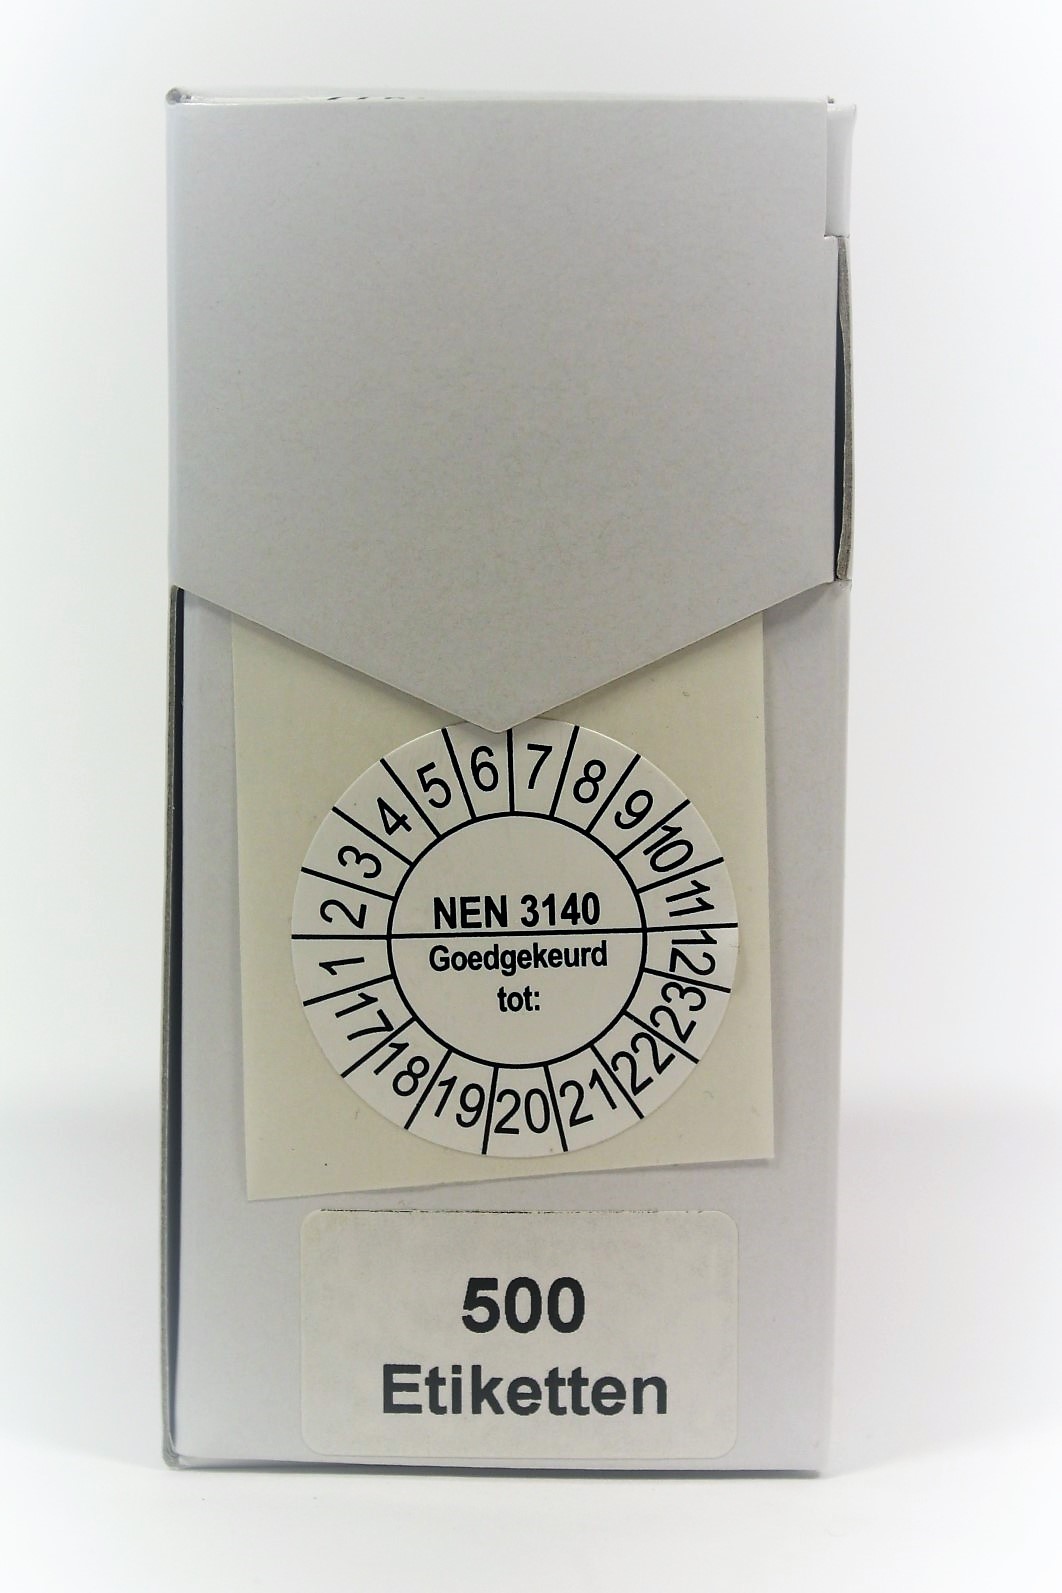 1 2 3 4 5 6 7 8 9 10 11 12
NEN 3140
Goedgekeurd
tot:
17 18 19 20 21 22 23
500
Etiketten